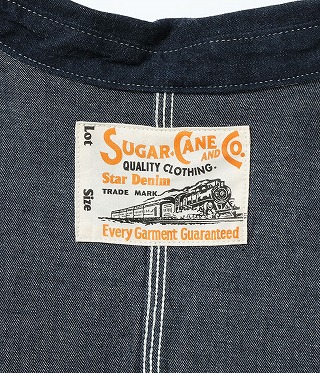 SUGAR CANE AND CO.
QUALITY CLOTHING.
Star Denim
TRADE MARK
Every Garment Guaranteed
Lot
Size